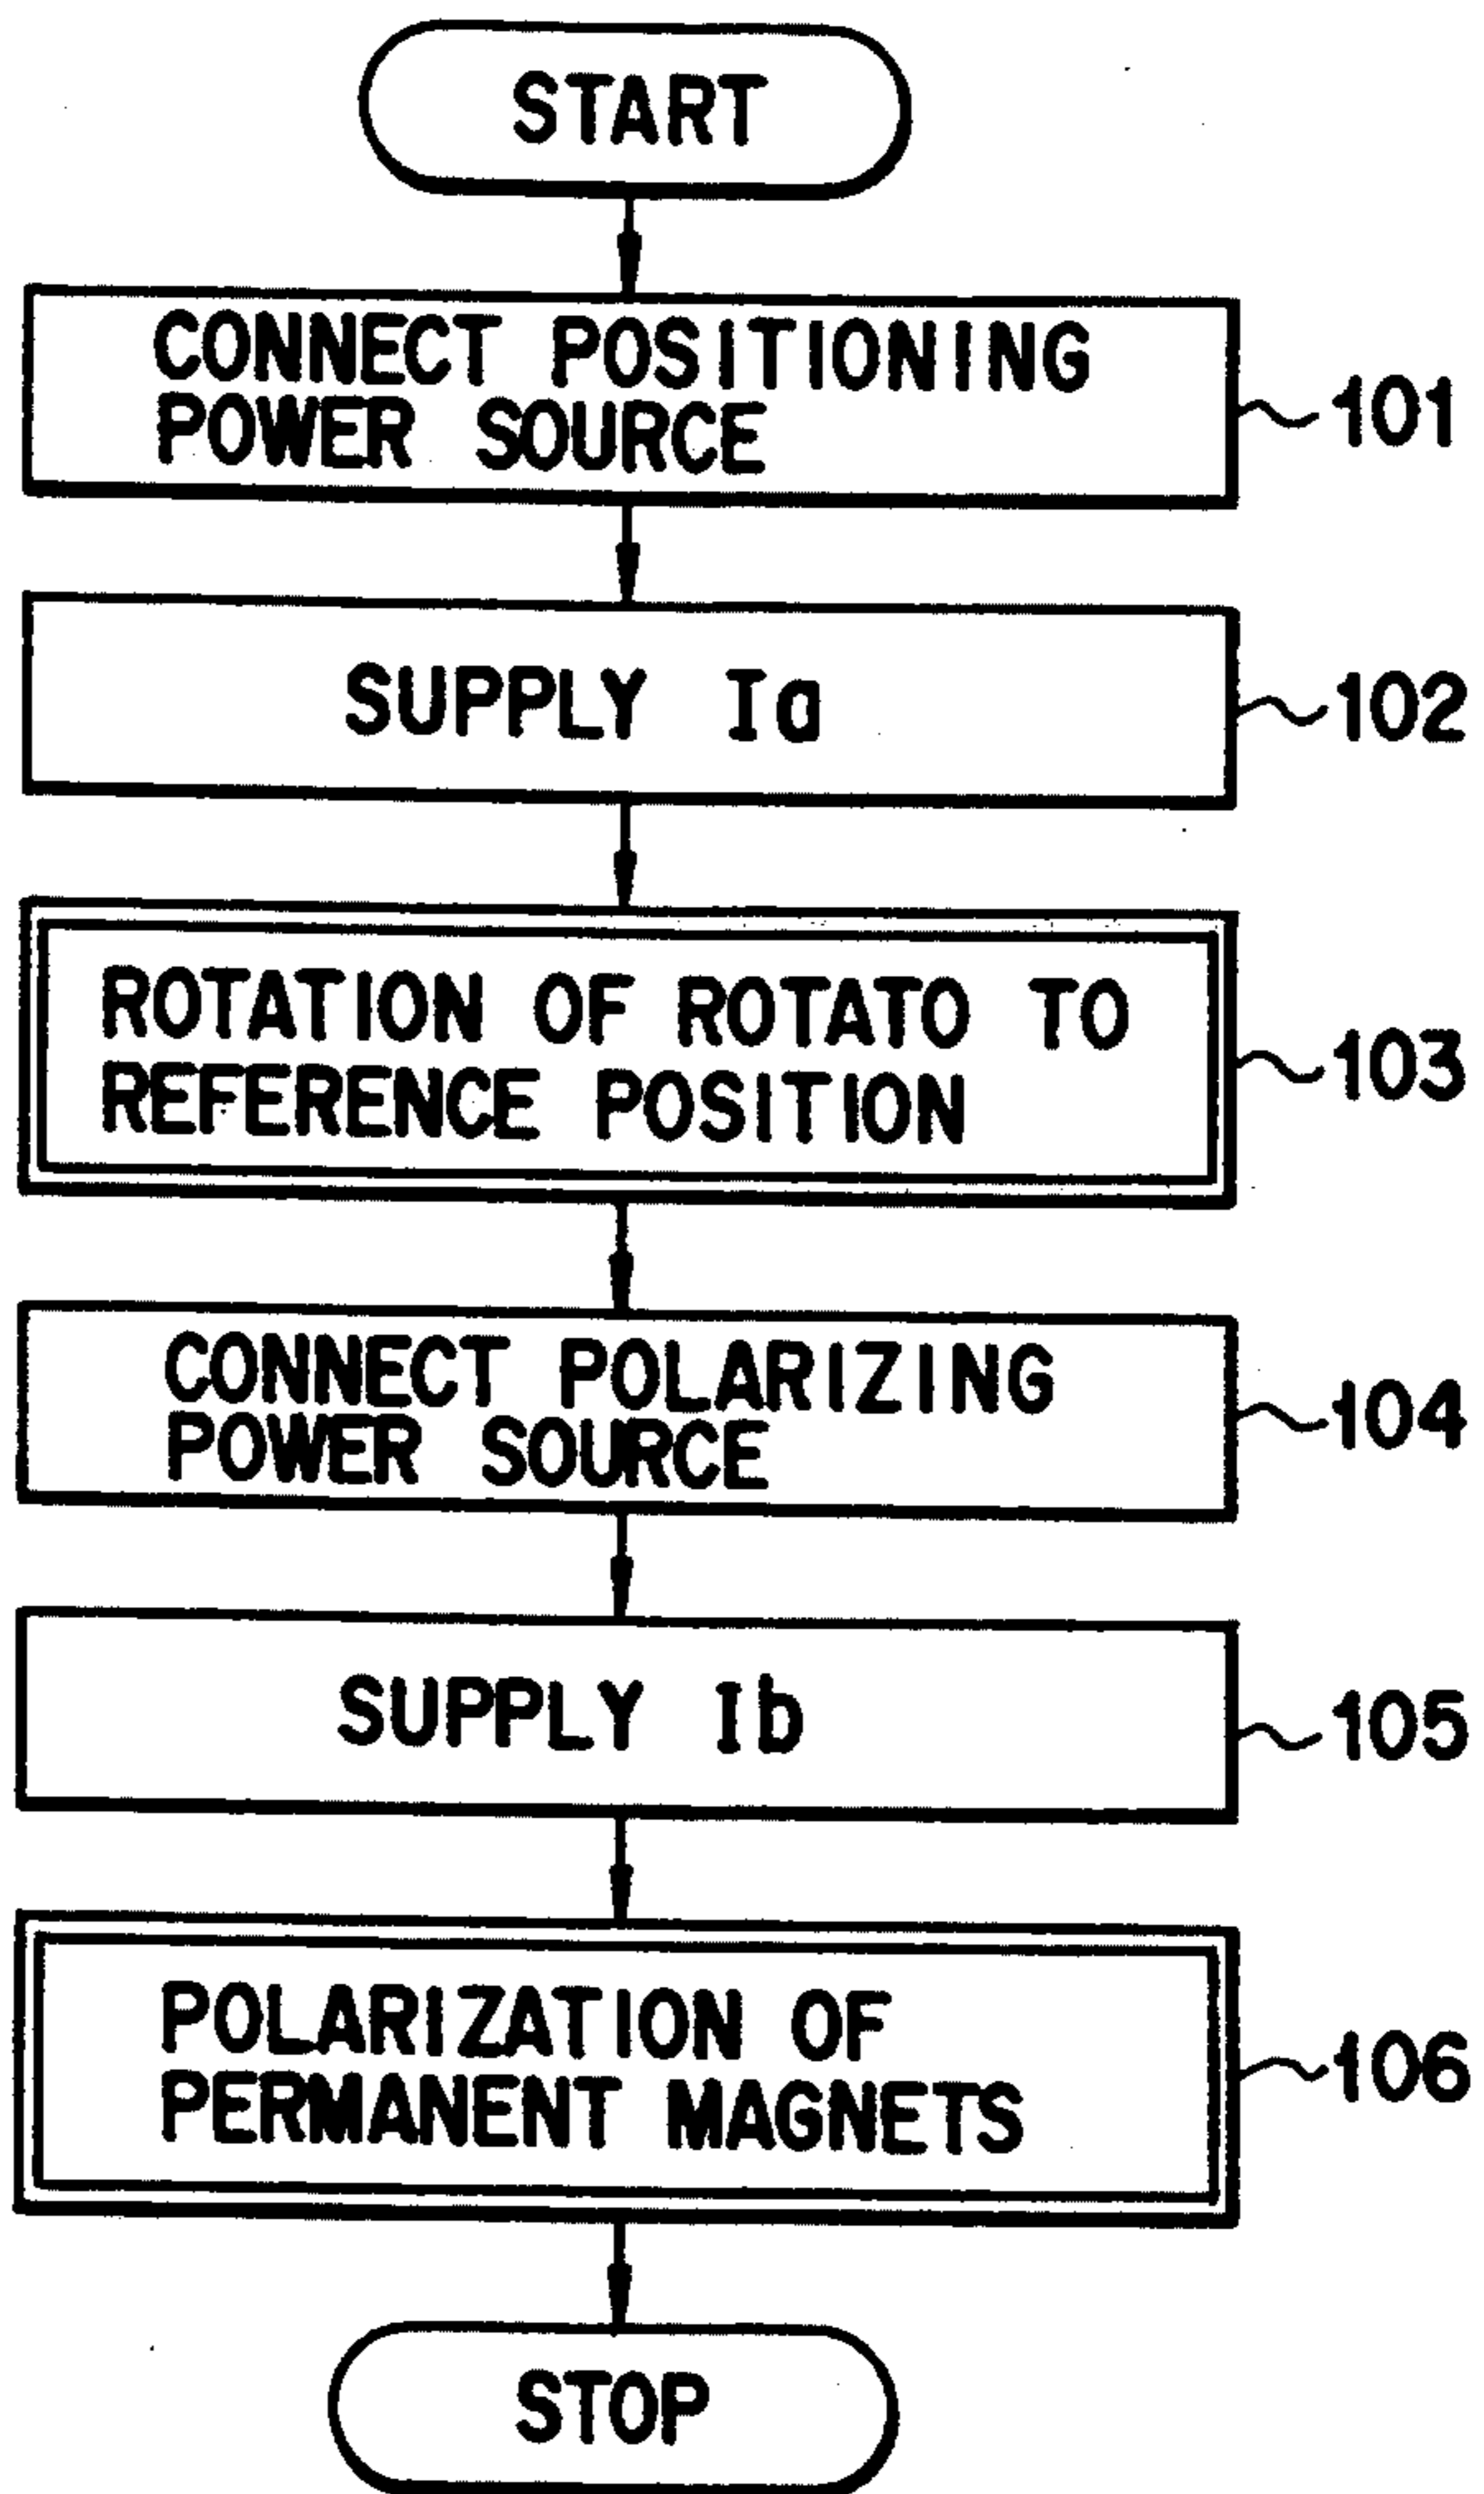 START
CONNECT POSITIONING
POWER SOURCE
101
SUPPLY Ia
102
ROTATION OF ROTATO TO
REFERENCE POSITION
103
CONNECT POLARIZING
POWER SOURCE
104
SUPPLY Ib
105
POLARIZATION OF
PERMANENT MAGNETS
106
STOP